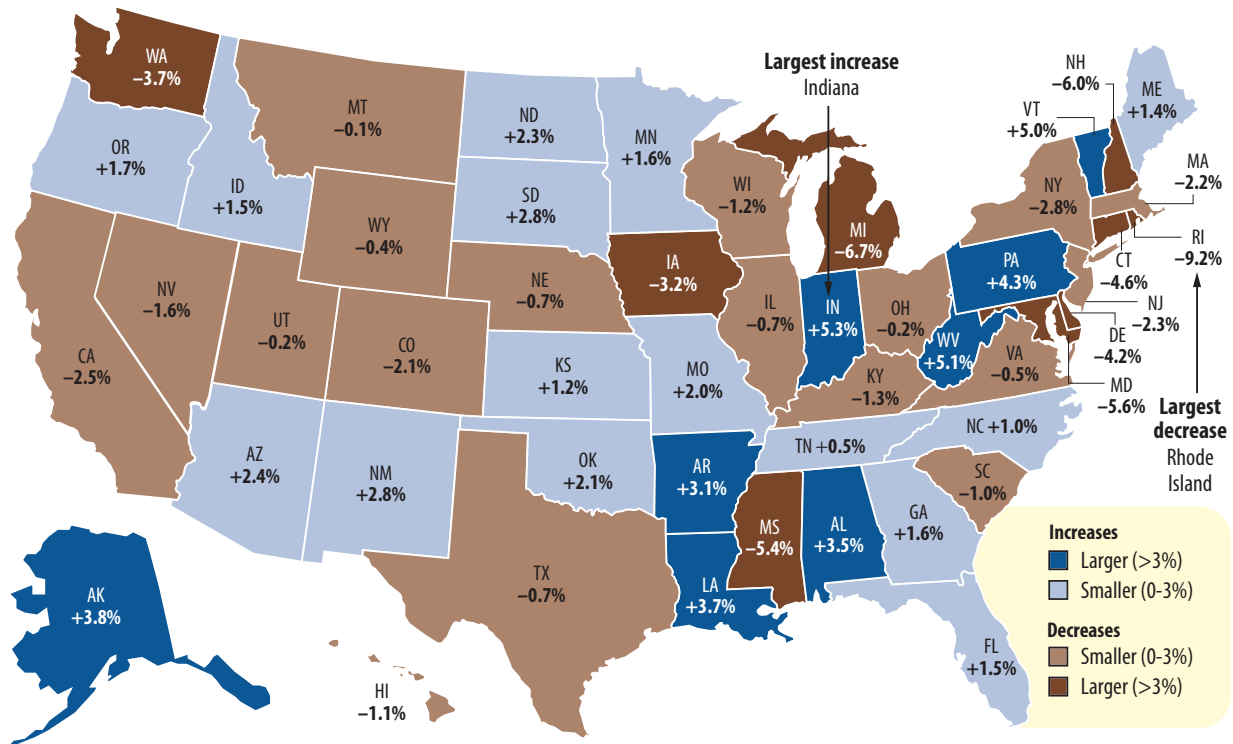 WA
−3.7%
OR
+1.7%
ID
+1.5%
MT
−0.1%
ND
+2.3%
MN
+1.6%
SD
+2.8%
WY
−0.4%
WI
−1.2%
MI
−6.7%
Largest increase
Indiana
NH
−6.0%
VT
+5.0%
ME
+1.4%
MA
−2.2%
NY
−2.8%
RI
−9.2%
CT
−4.6%
NJ
−2.3%
DE
−4.2%
MD
−5.6%
Largest
decrease
Rhode
Island
PA
+4.3%
IA
−3.2%
NE
−0.7%
IL
−0.7%
IN
+5.3%
OH
−0.2%
WV
+5.1%
VA
−0.5%
KY
−1.3%
NV
−1.6%
UT
−0.2%
CO
−2.1%
CA
−2.5%
KS
+1.2%
MO
+2.0%
TN +0.5%
NC +1.0%
SC
−1.0%
AZ
+2.4%
NM
+2.8%
OK
+2.1%
AR
+3.1%
MS
−5.4%
AL
+3.5%
GA
+1.6%
TX
−0.7%
LA
+3.7%
FL
+1.5%
AK
+3.8%
HI
−1.1%
Increases
Larger (>3%)
Smaller (0-3%)
Decreases
Smaller (0-3%)
Larger (>3%)